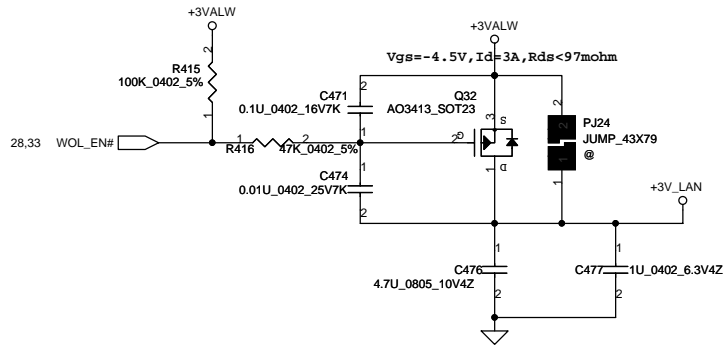 +3VALW
+3VALW
Vgs=-4.5V,Id=3A,Rds<97mohm
2
R415
100K_0402_5%
1
2
C471
0.1U_0402_16V7K
1
Q32
AO3413_SOT23
3
S
G
2
D
1
2
2
PJ24
JUMP_43X79
@
1
1
28,33
WOL_EN#
1
2
R416
47K_0402_5%
1
C474
0.01U_0402_25V7K
2
+3V_LAN
1
C476
4.7U_0805_10V4Z
2
1
C477
1U_0402_6.3V4Z
2